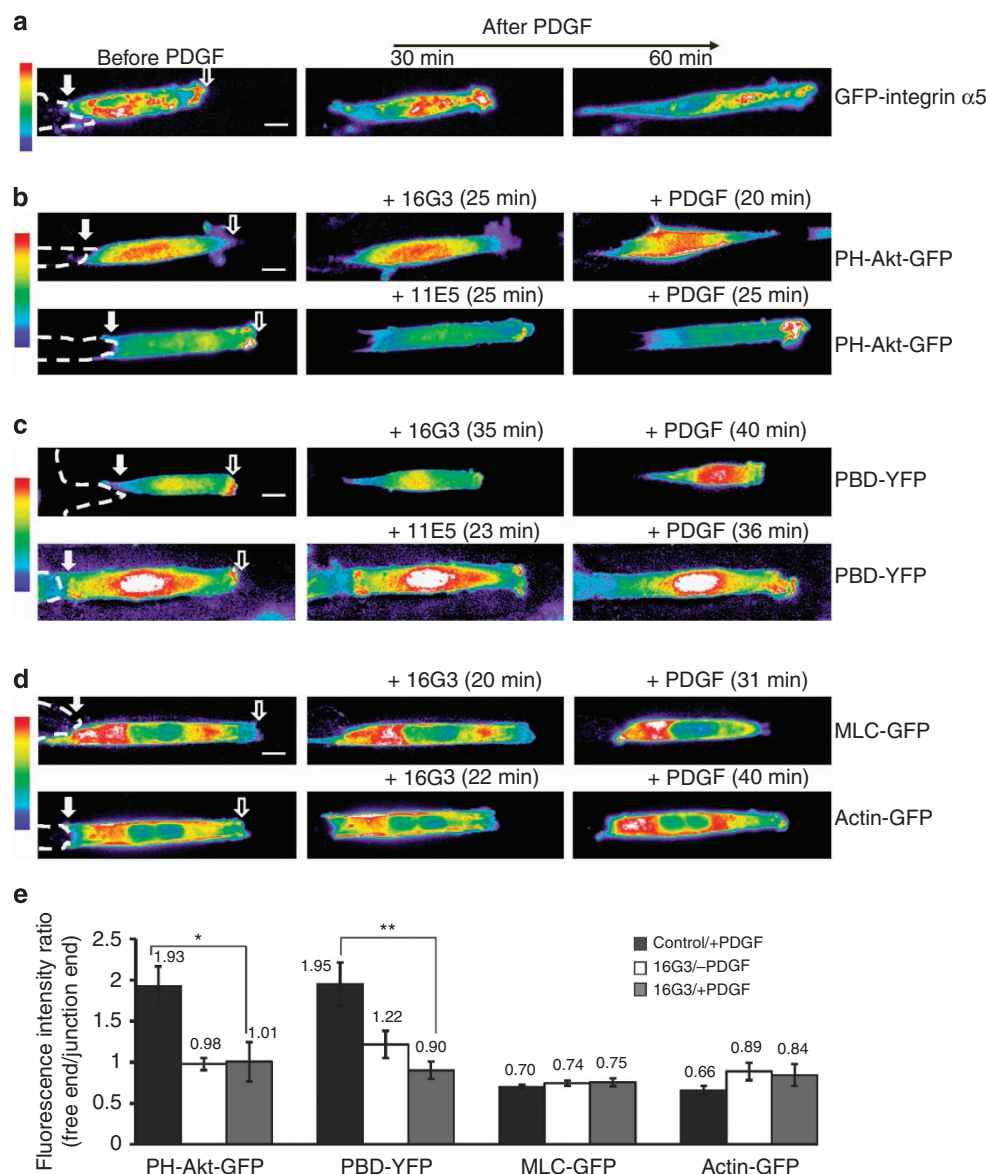 a
After PDGF
Before PDGF
30 min
60 min
GFP-integrin α5
b
+ 16G3 (25 min)
+ PDGF (20 min)
PH-Akt-GFP
+ 11E5 (25 min)
+ PDGF (25 min)
PH-Akt-GFP
c
+ 16G3 (35 min)
+ PDGF (40 min)
PBD-YFP
+ 11E5 (23 min)
+ PDGF (36 min)
PBD-YFP
d
+ 16G3 (20 min)
+ PDGF (31 min)
MLC-GFP
+ 16G3 (22 min)
+ PDGF (40 min)
Actin-GFP
e
Fluorescence intensity ratio
(free end/junction end)
2.5
2
1.5
1
0.5
0
*
**
1.93
0.98
1.01
1.95
1.22
0.90
0.70
0.74
0.75
0.66
0.89
0.84
Control/+PDGF
16G3/–PDGF
16G3/+PDGF
PH-Akt-GFP
PBD-YFP
MLC-GFP
Actin-GFP